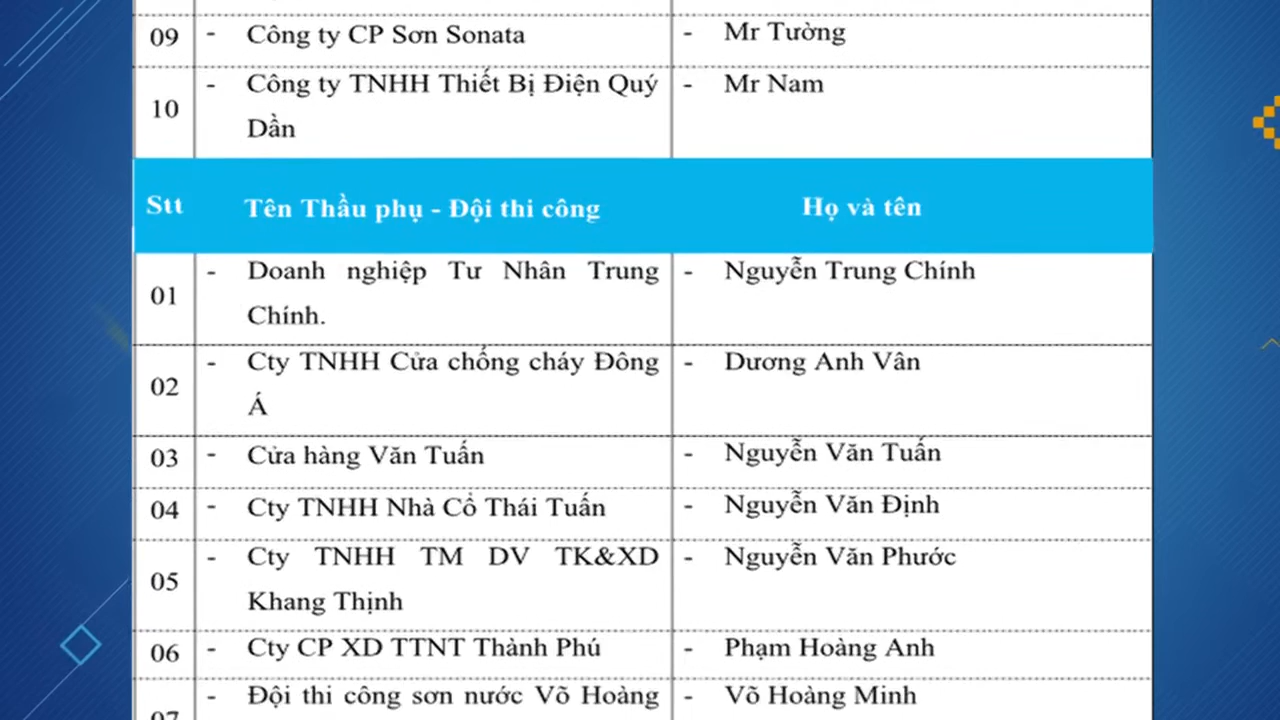 09 - Công ty CP Sơn Sonata - Mr Tường
10 - Công ty TNHH Thiết Bị Điện Quý - Mr Nam
Dần
Stt Tên Thầu phụ - Đội thi công Họ và tên
01 - Doanh nghiệp Tư Nhân Trung - Nguyễn Trung Chính
Chính.
02 - Cty TNHH Cửa chống cháy Đông - Dương Anh Vân
Á
03 - Cửa hàng Văn Tuấn - Nguyễn Văn Tuấn
04 - Cty TNHH Nhà Cổ Thái Tuấn - Nguyễn Văn Định
05 - Cty TNHH TM DV TK&XD - Nguyễn Văn Phước
Khang Thịnh
06 - Cty CP XD TTNT Thành Phú - Phạm Hoàng Anh
07 - Đội thi công sơn nước Võ Hoàng - Võ Hoàng Minh